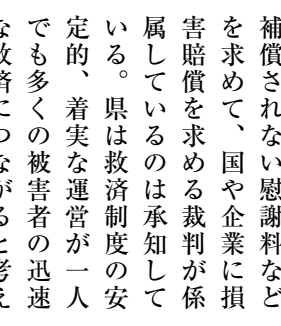 補償されない慰謝料など
を求めて、国や企業に損
害賠償を求める裁判が係
属しているのは承知して
いる。県は救済制度の安
定的、着実な運営が一人
でも多くの被害者の迅速
な救済につながると考え